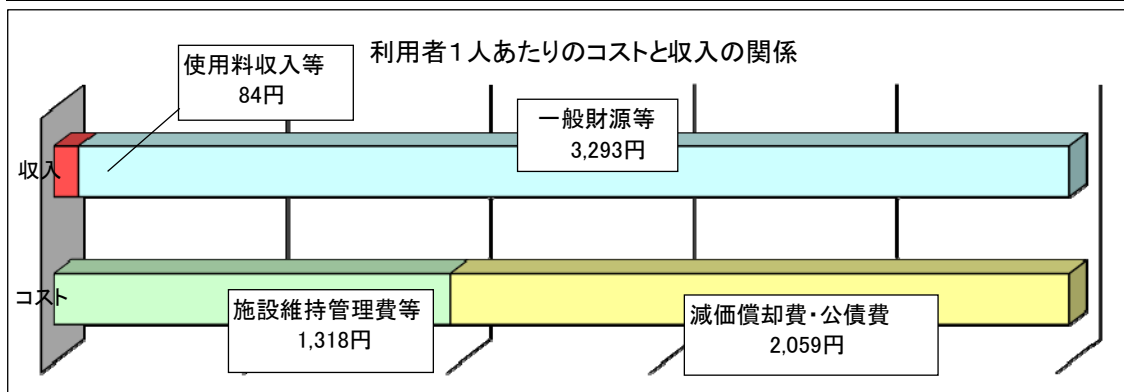 利用者1人あたりのコストと収入の関係
使用料収入等
84円
一般財源等
3,293円
収入
コスト
施設維持管理費等
1,318円
減価償却費・公債費
2,059円